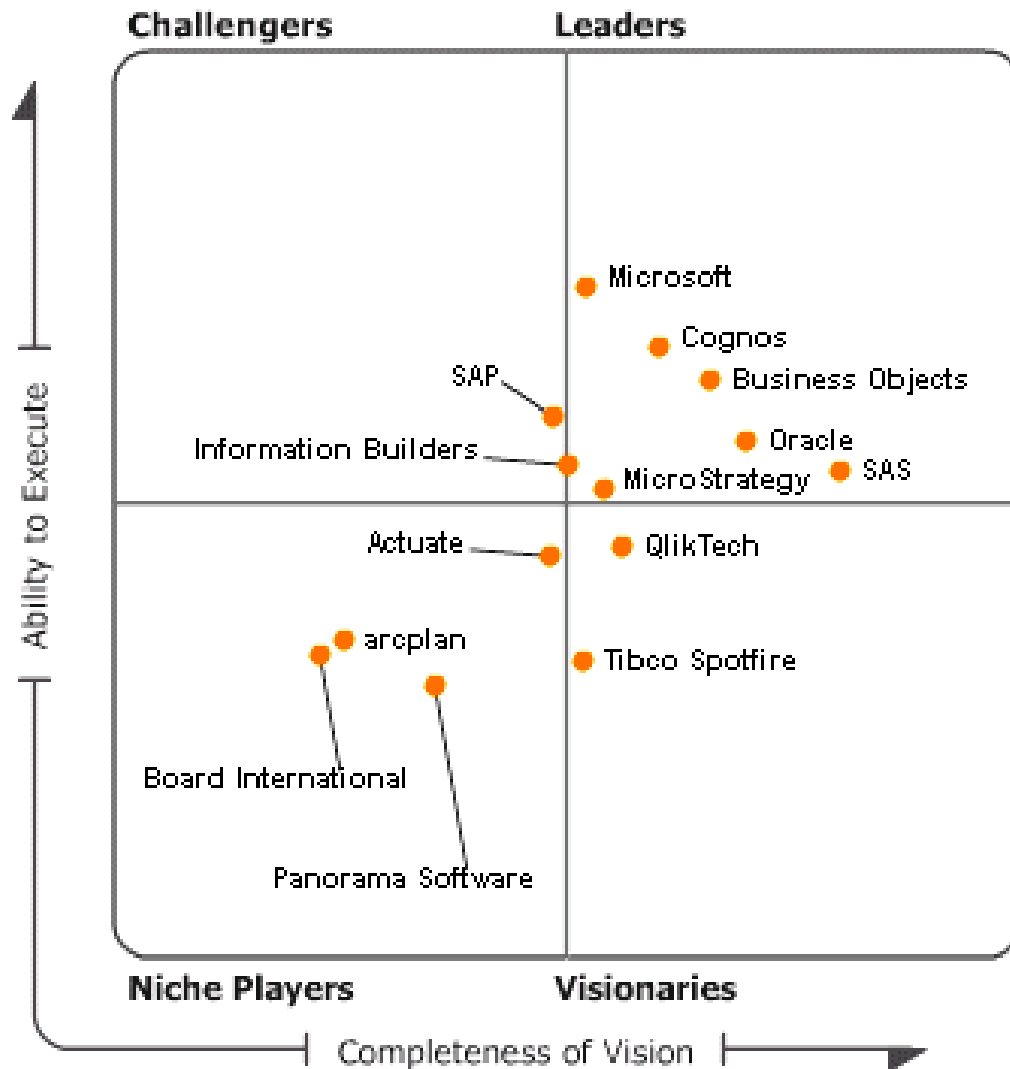 Challengers
Leaders
Microsoft
Cognos
SAP
Business Objects
Oracle
Information Builders
SAS
MicroStrategy
Actuate
QlikTech
arcplan
Tibco Spotfire
Board International
Panorama Software
Niche Players
Visionaries
Ability to Execute
Completeness of Vision